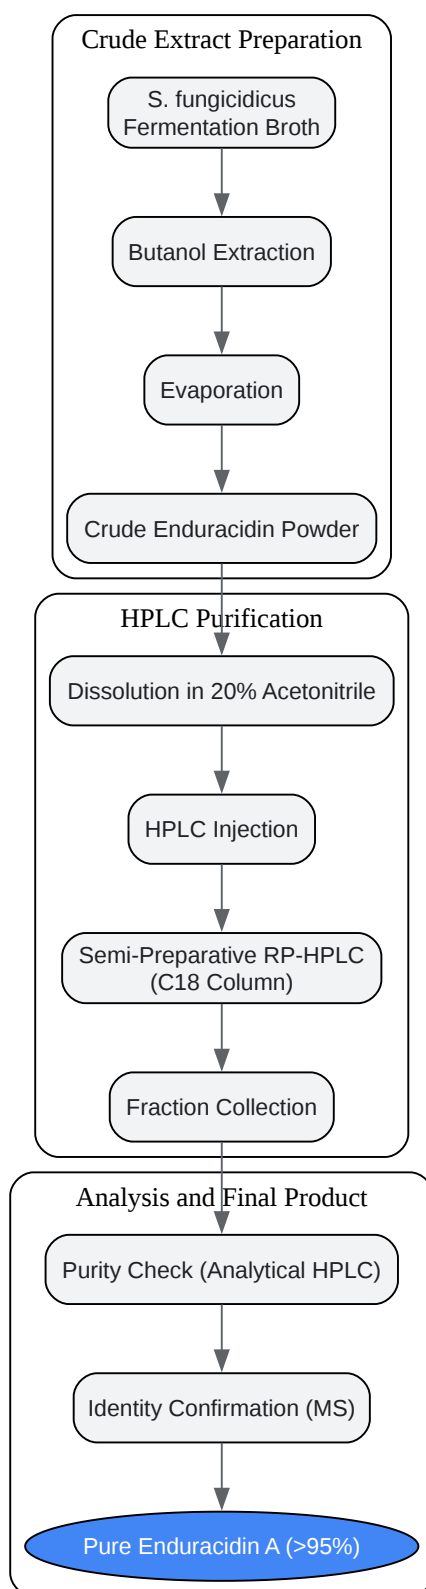 Crude Extract Preparation
S. fungicidicus
Fermentation Broth
Butanol Extraction
Evaporation
Crude Enduracidin Powder
HPLC Purification
Dissolution in 20% Acetonitrile
HPLC Injection
Semi-Preparative RP-HPLC
(C18 Column)
Fraction Collection
Analysis and Final Product
Purity Check (Analytical HPLC)
Identity Confirmation (MS)
Pure Enduracidin A (>95%)